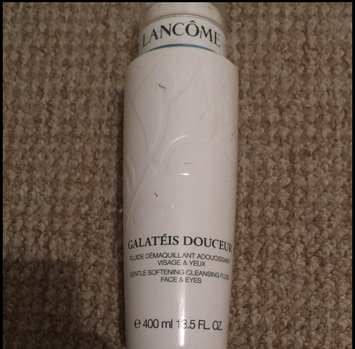 LANCÔME
GALATÉIS DOUCEUR
FLUIDE DÉMAQUILLANT ADOUCISSANT
VISAGE & YEUX
GENTLE SOFTENING CLEANSING FLUID
FACE & EYES
℮ 400 ml 13.5 FL. OZ.